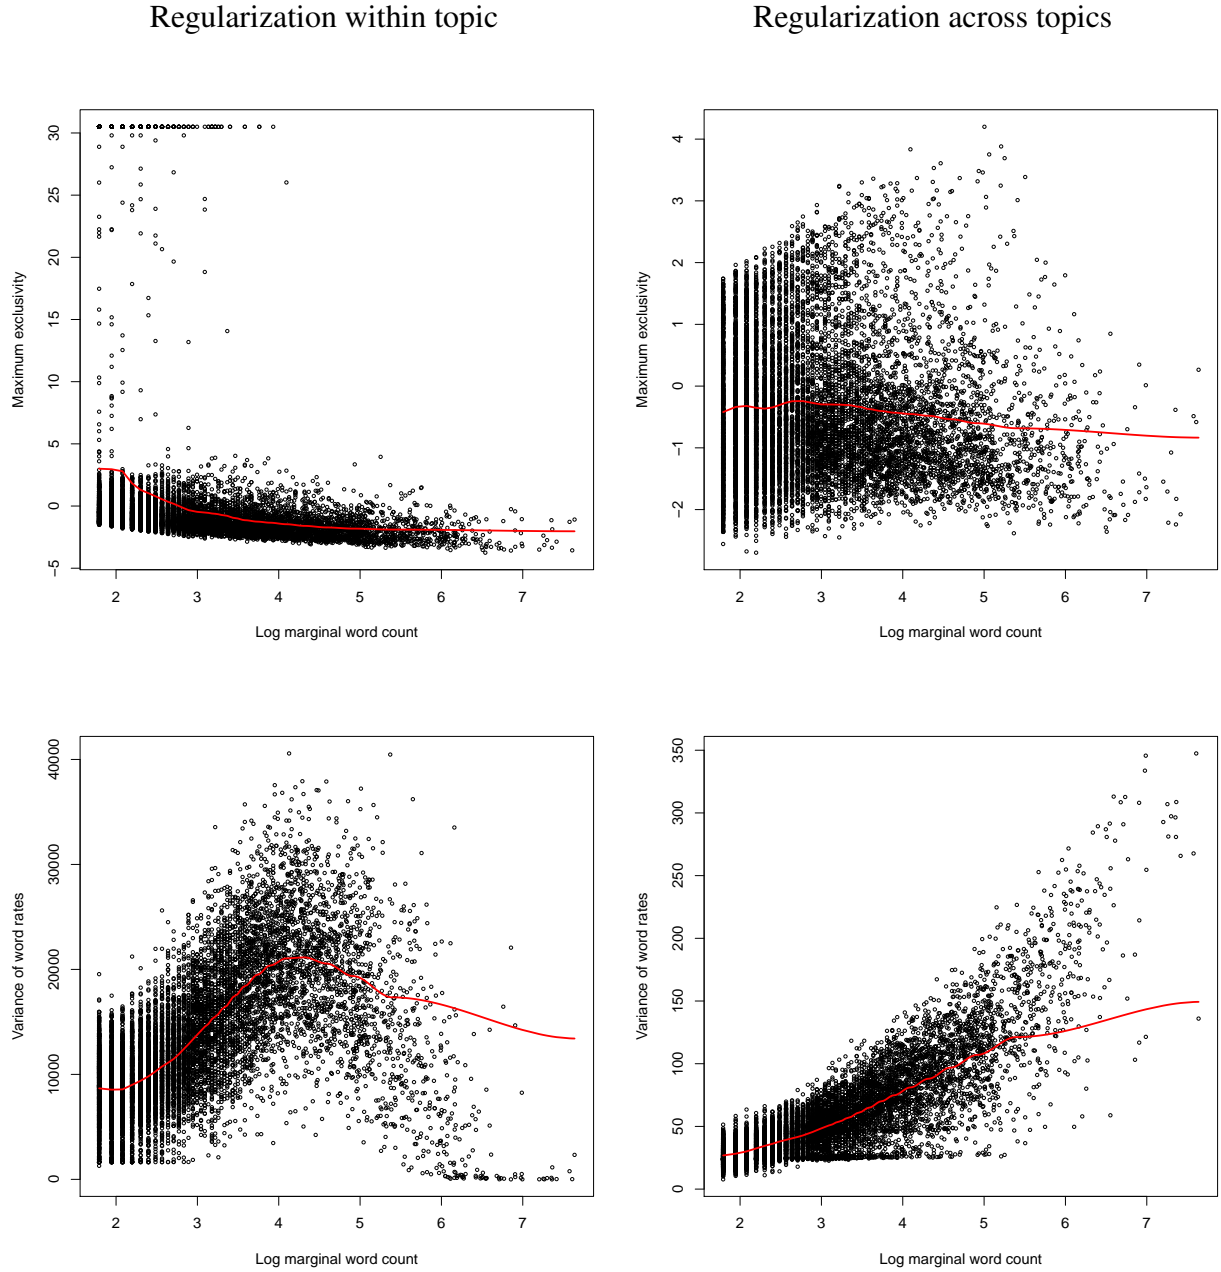 Regularization within topic
Regularization across topics
30
25
20
15
10
5
0
−5
Maximum exclusivity
2 3 4 5 6 7
Log marginal word count
4
3
2
1
0
−1
−2
Maximum exclusivity
2 3 4 5 6 7
Log marginal word count
40000
30000
20000
10000
0
Variance of word rates
2 3 4 5 6 7
Log marginal word count
350
300
250
200
150
100
50
0
Variance of word rates
2 3 4 5 6 7
Log marginal word count